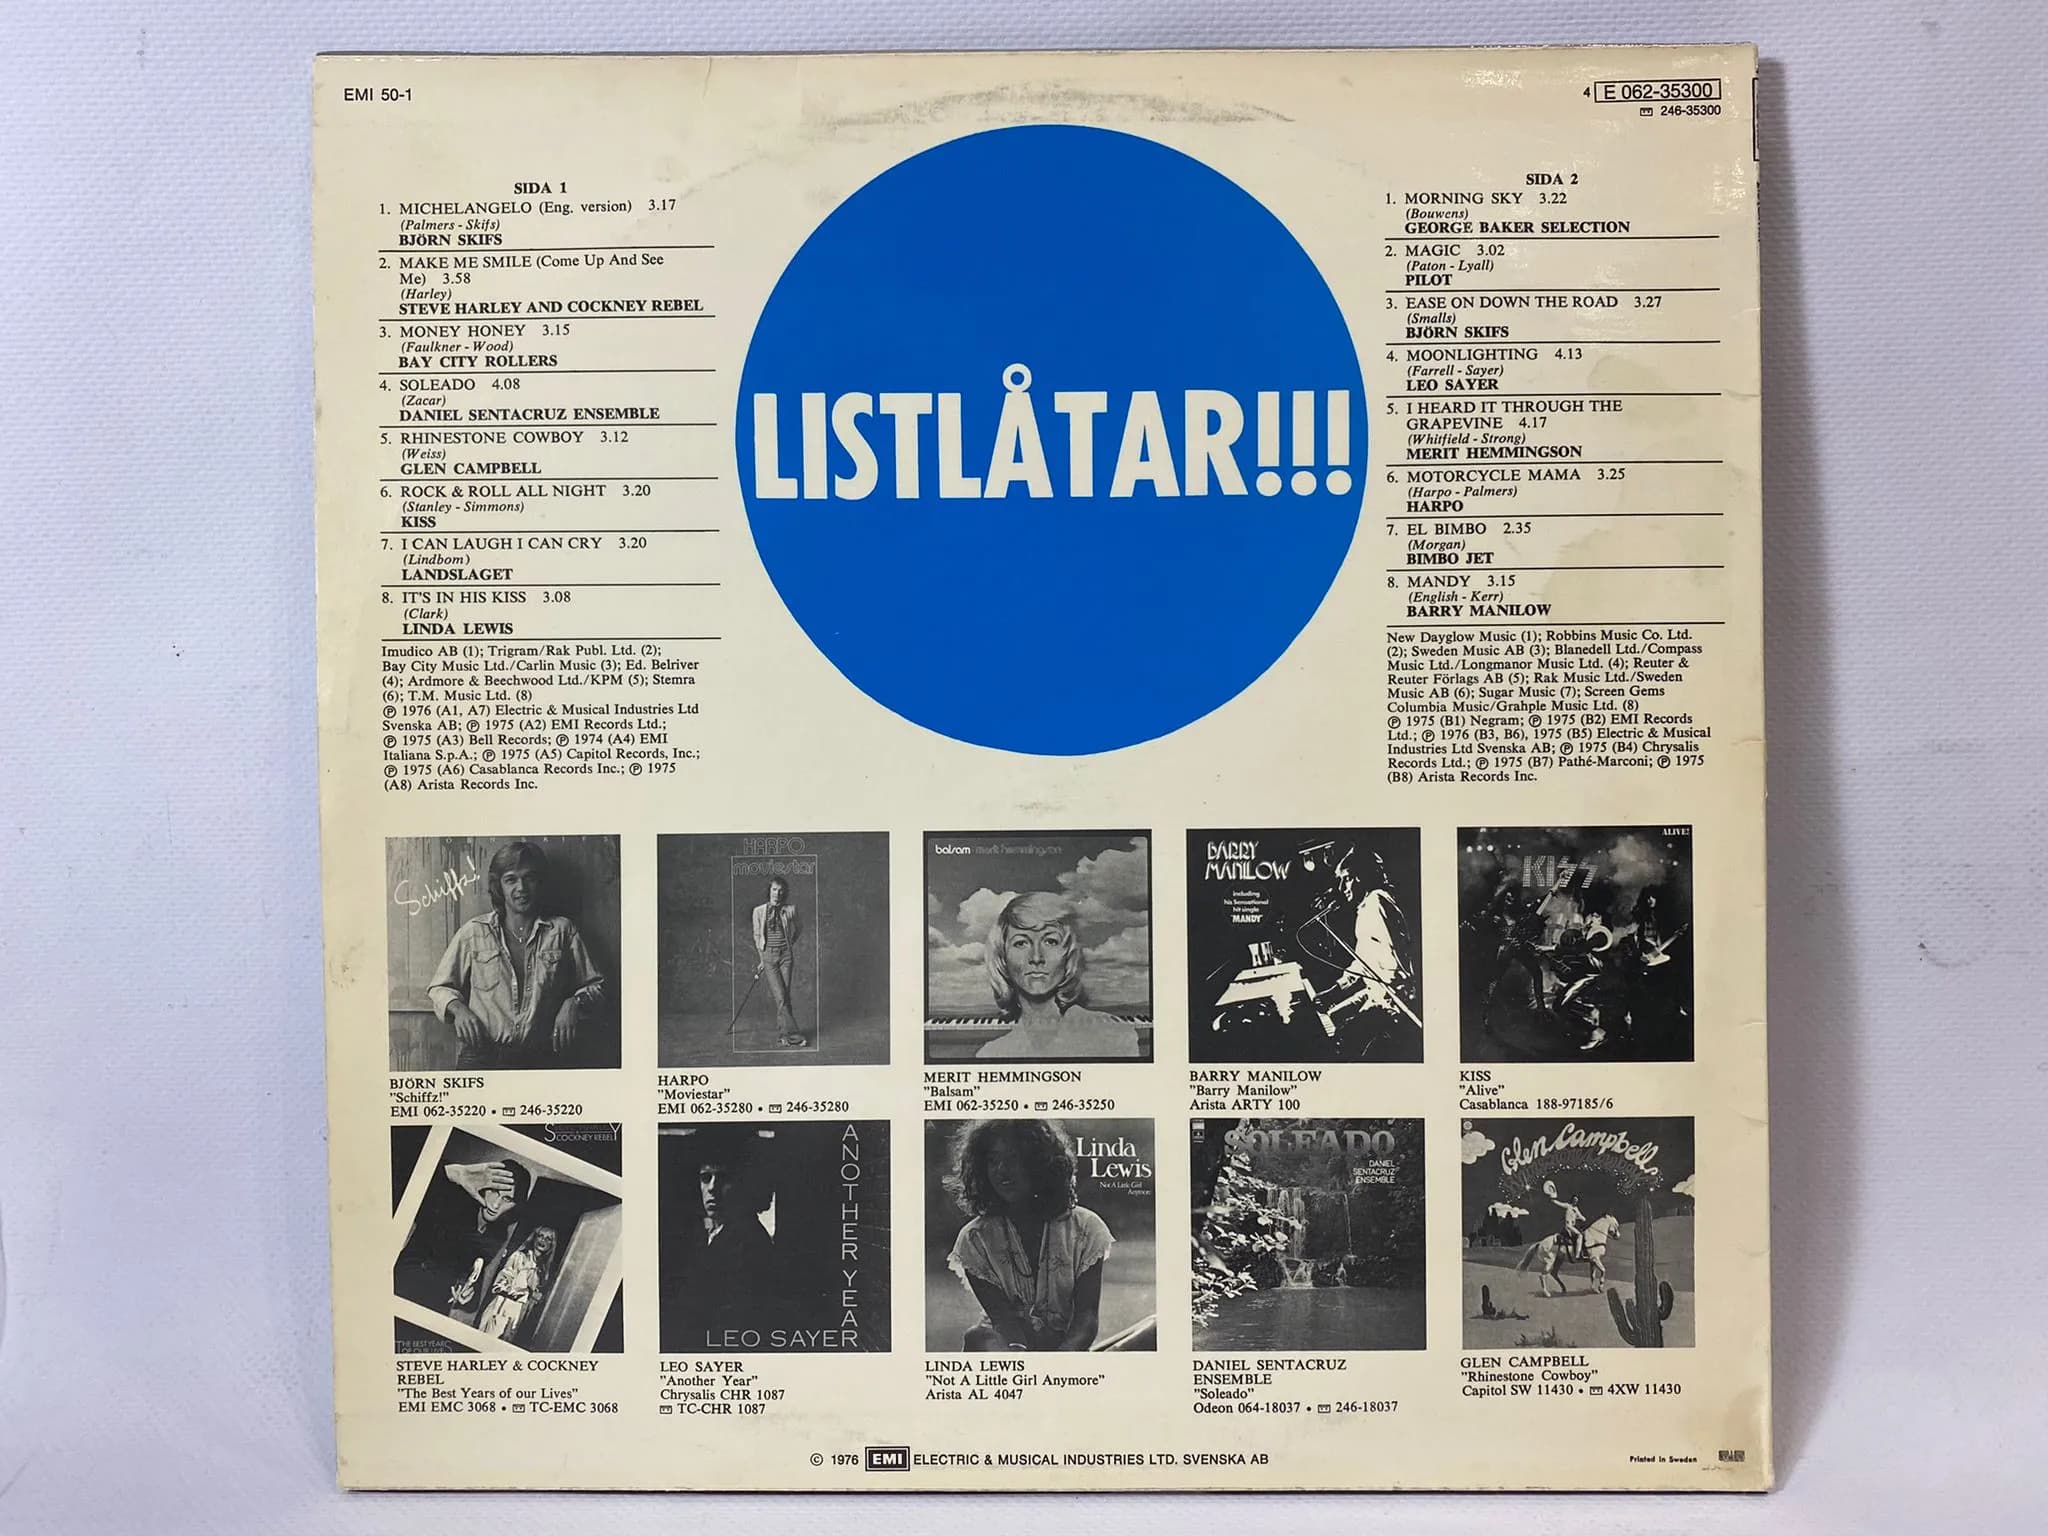 EMI 50-1
4 E 062-35300
246-35300
SIDA 1
1. MICHELANGELO (Eng. version) 3.17
(Palmers - Skifs)
BJÖRN SKIFS
2. MAKE ME SMILE (Come Up And See
Me) 3.58
(Harley)
STEVE HARLEY AND COCKNEY REBEL
3. MONEY HONEY 3.15
(Faulkner - Wood)
BAY CITY ROLLERS
4. SOLEADO 4.08
(Zacar)
DANIEL SENTACRUZ ENSEMBLE
5. RHINESTONE COWBOY 3.12
(Weiss)
GLEN CAMPBELL
6. ROCK & ROLL ALL NIGHT 3.20
(Stanley - Simmons)
KISS
7. I CAN LAUGH I CAN CRY 3.20
(Lindbom)
LANDSLAGET
8. IT'S IN HIS KISS 3.08
(Clark)
LINDA LEWIS
Imudico AB (1); Trigram/Rak Publ. Ltd. (2);
Bay City Music Ltd./Carlin Music (3); Ed. Belriver
(4); Ardmore & Beechwood Ltd./KPM (5); Stemra
(6); T.M. Music Ltd. (8)
℗ 1976 (A1, A7) Electric & Musical Industries Ltd
Svenska AB; ℗ 1975 (A2) EMI Records Ltd.;
℗ 1975 (A3) Bell Records; ℗ 1974 (A4) EMI
Italiana S.p.A.; ℗ 1975 (A5) Capitol Records, Inc.;
℗ 1975 (A6) Casablanca Records Inc.; ℗ 1975
(A8) Arista Records Inc.
LISTLÅTAR!!!
SIDA 2
1. MORNING SKY 3.22
(Bouwens)
GEORGE BAKER SELECTION
2. MAGIC 3.02
(Paton - Lyall)
PILOT
3. EASE ON DOWN THE ROAD 3.27
(Smalls)
BJÖRN SKIFS
4. MOONLIGHTING 4.13
(Farrell - Sayer)
LEO SAYER
5. I HEARD IT THROUGH THE
GRAPEVINE 4.17
(Whitfield - Strong)
MERIT HEMMINGSON
6. MOTORCYCLE MAMA 3.25
(Harpo - Palmers)
HARPO
7. EL BIMBO 2.35
(Morgan)
BIMBO JET
8. MANDY 3.15
(English - Kerr)
BARRY MANILOW
New Dayglow Music (1); Robbins Music Co. Ltd.
(2); Sweden Music AB (3); Blanedell Ltd./Compass
Music Ltd./Longmanor Music Ltd. (4); Reuter &
Reuter Förlags AB (5); Rak Music Ltd./Sweden
Music AB (6); Sugar Music (7); Screen Gems
Columbia Music/Grahple Music Ltd. (8)
℗ 1975 (B1) Negram; ℗ 1975 (B2) EMI Records
Ltd.; ℗ 1976 (B3, B6), 1975 (B5) Electric & Musical
Industries Ltd Svenska AB; ℗ 1975 (B4) Chrysalis
Records Ltd.; ℗ 1975 (B7) Pathé-Marconi; ℗ 1975
(B8) Arista Records Inc.
Schiffz!
HARPO
moviestar
balsam merit hemmingson
BARRY
MANILOW
including
his Sensational
hit single
"MANDY"
ALIVE!
KISS
BJÖRN SKIFS
"Schiffz!"
EMI 062-35220 • 246-35220
HARPO
"Moviestar"
EMI 062-35280 • 246-35280
MERIT HEMMINGSON
"Balsam"
EMI 062-35250 • 246-35250
BARRY MANILOW
"Barry Manilow"
Arista ARTY 100
KISS
"Alive"
Casablanca 188-97185/6
COCKNEY REBEL
THE BEST YEARS
OF OUR LIVES
ANOTHER YEAR
LEO SAYER
Linda
Lewis
Not A Little Girl
Anymore
SOLEADO
DANIEL
SENTACRUZ
ENSEMBLE
Glen Campbell
STEVE HARLEY & COCKNEY
REBEL
"The Best Years of our Lives"
EMI EMC 3068 • TC-EMC 3068
LEO SAYER
"Another Year"
Chrysalis CHR 1087
TC-CHR 1087
LINDA LEWIS
"Not A Little Girl Anymore"
Arista AL 4047
DANIEL SENTACRUZ
ENSEMBLE
"Soleado"
Odeon 064-18037 • 246-18037
GLEN CAMPBELL
"Rhinestone Cowboy"
Capitol SW 11430 • 4XW 11430
© 1976 EMI ELECTRIC & MUSICAL INDUSTRIES LTD. SVENSKA AB
Printed in Sweden